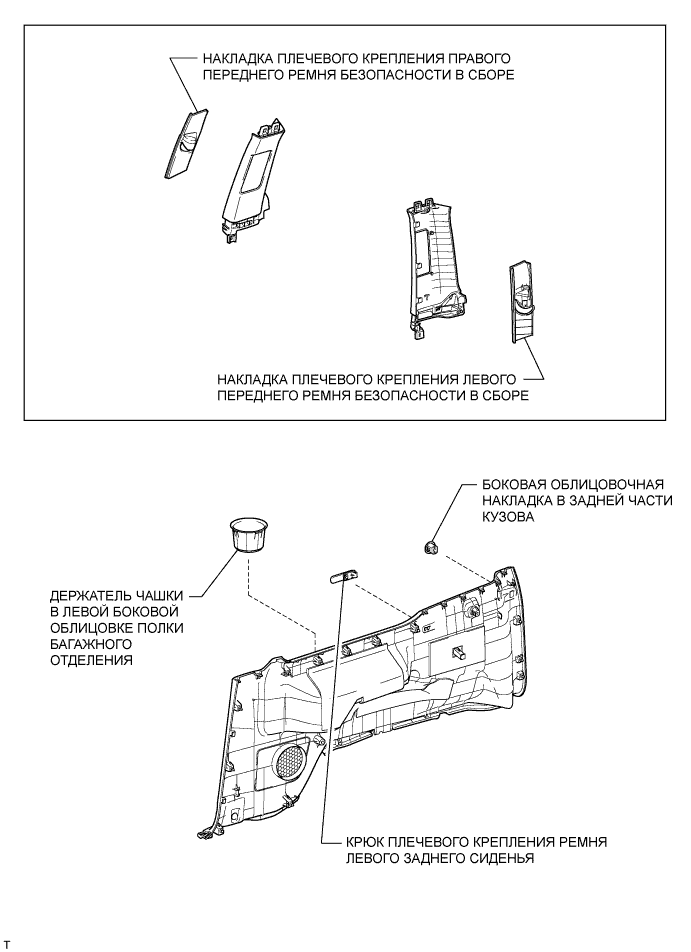 НАКЛАДКА ПЛЕЧЕВОГО КРЕПЛЕНИЯ ПРАВОГО
ПЕРЕДНЕГО РЕМНЯ БЕЗОПАСНОСТИ В СБОРЕ
НАКЛАДКА ПЛЕЧЕВОГО КРЕПЛЕНИЯ ЛЕВОГО
ПЕРЕДНЕГО РЕМНЯ БЕЗОПАСНОСТИ В СБОРЕ
БОКОВАЯ ОБЛИЦОВОЧНАЯ
НАКЛАДКА В ЗАДНЕЙ ЧАСТИ
КУЗОВА
ДЕРЖАТЕЛЬ ЧАШКИ
В ЛЕВОЙ БОКОВОЙ
ОБЛИЦОВКЕ ПОЛКИ
БАГАЖНОГО
ОТДЕЛЕНИЯ
КРЮК ПЛЕЧЕВОГО КРЕПЛЕНИЯ РЕМНЯ
ЛЕВОГО ЗАДНЕГО СИДЕНЬЯ
T